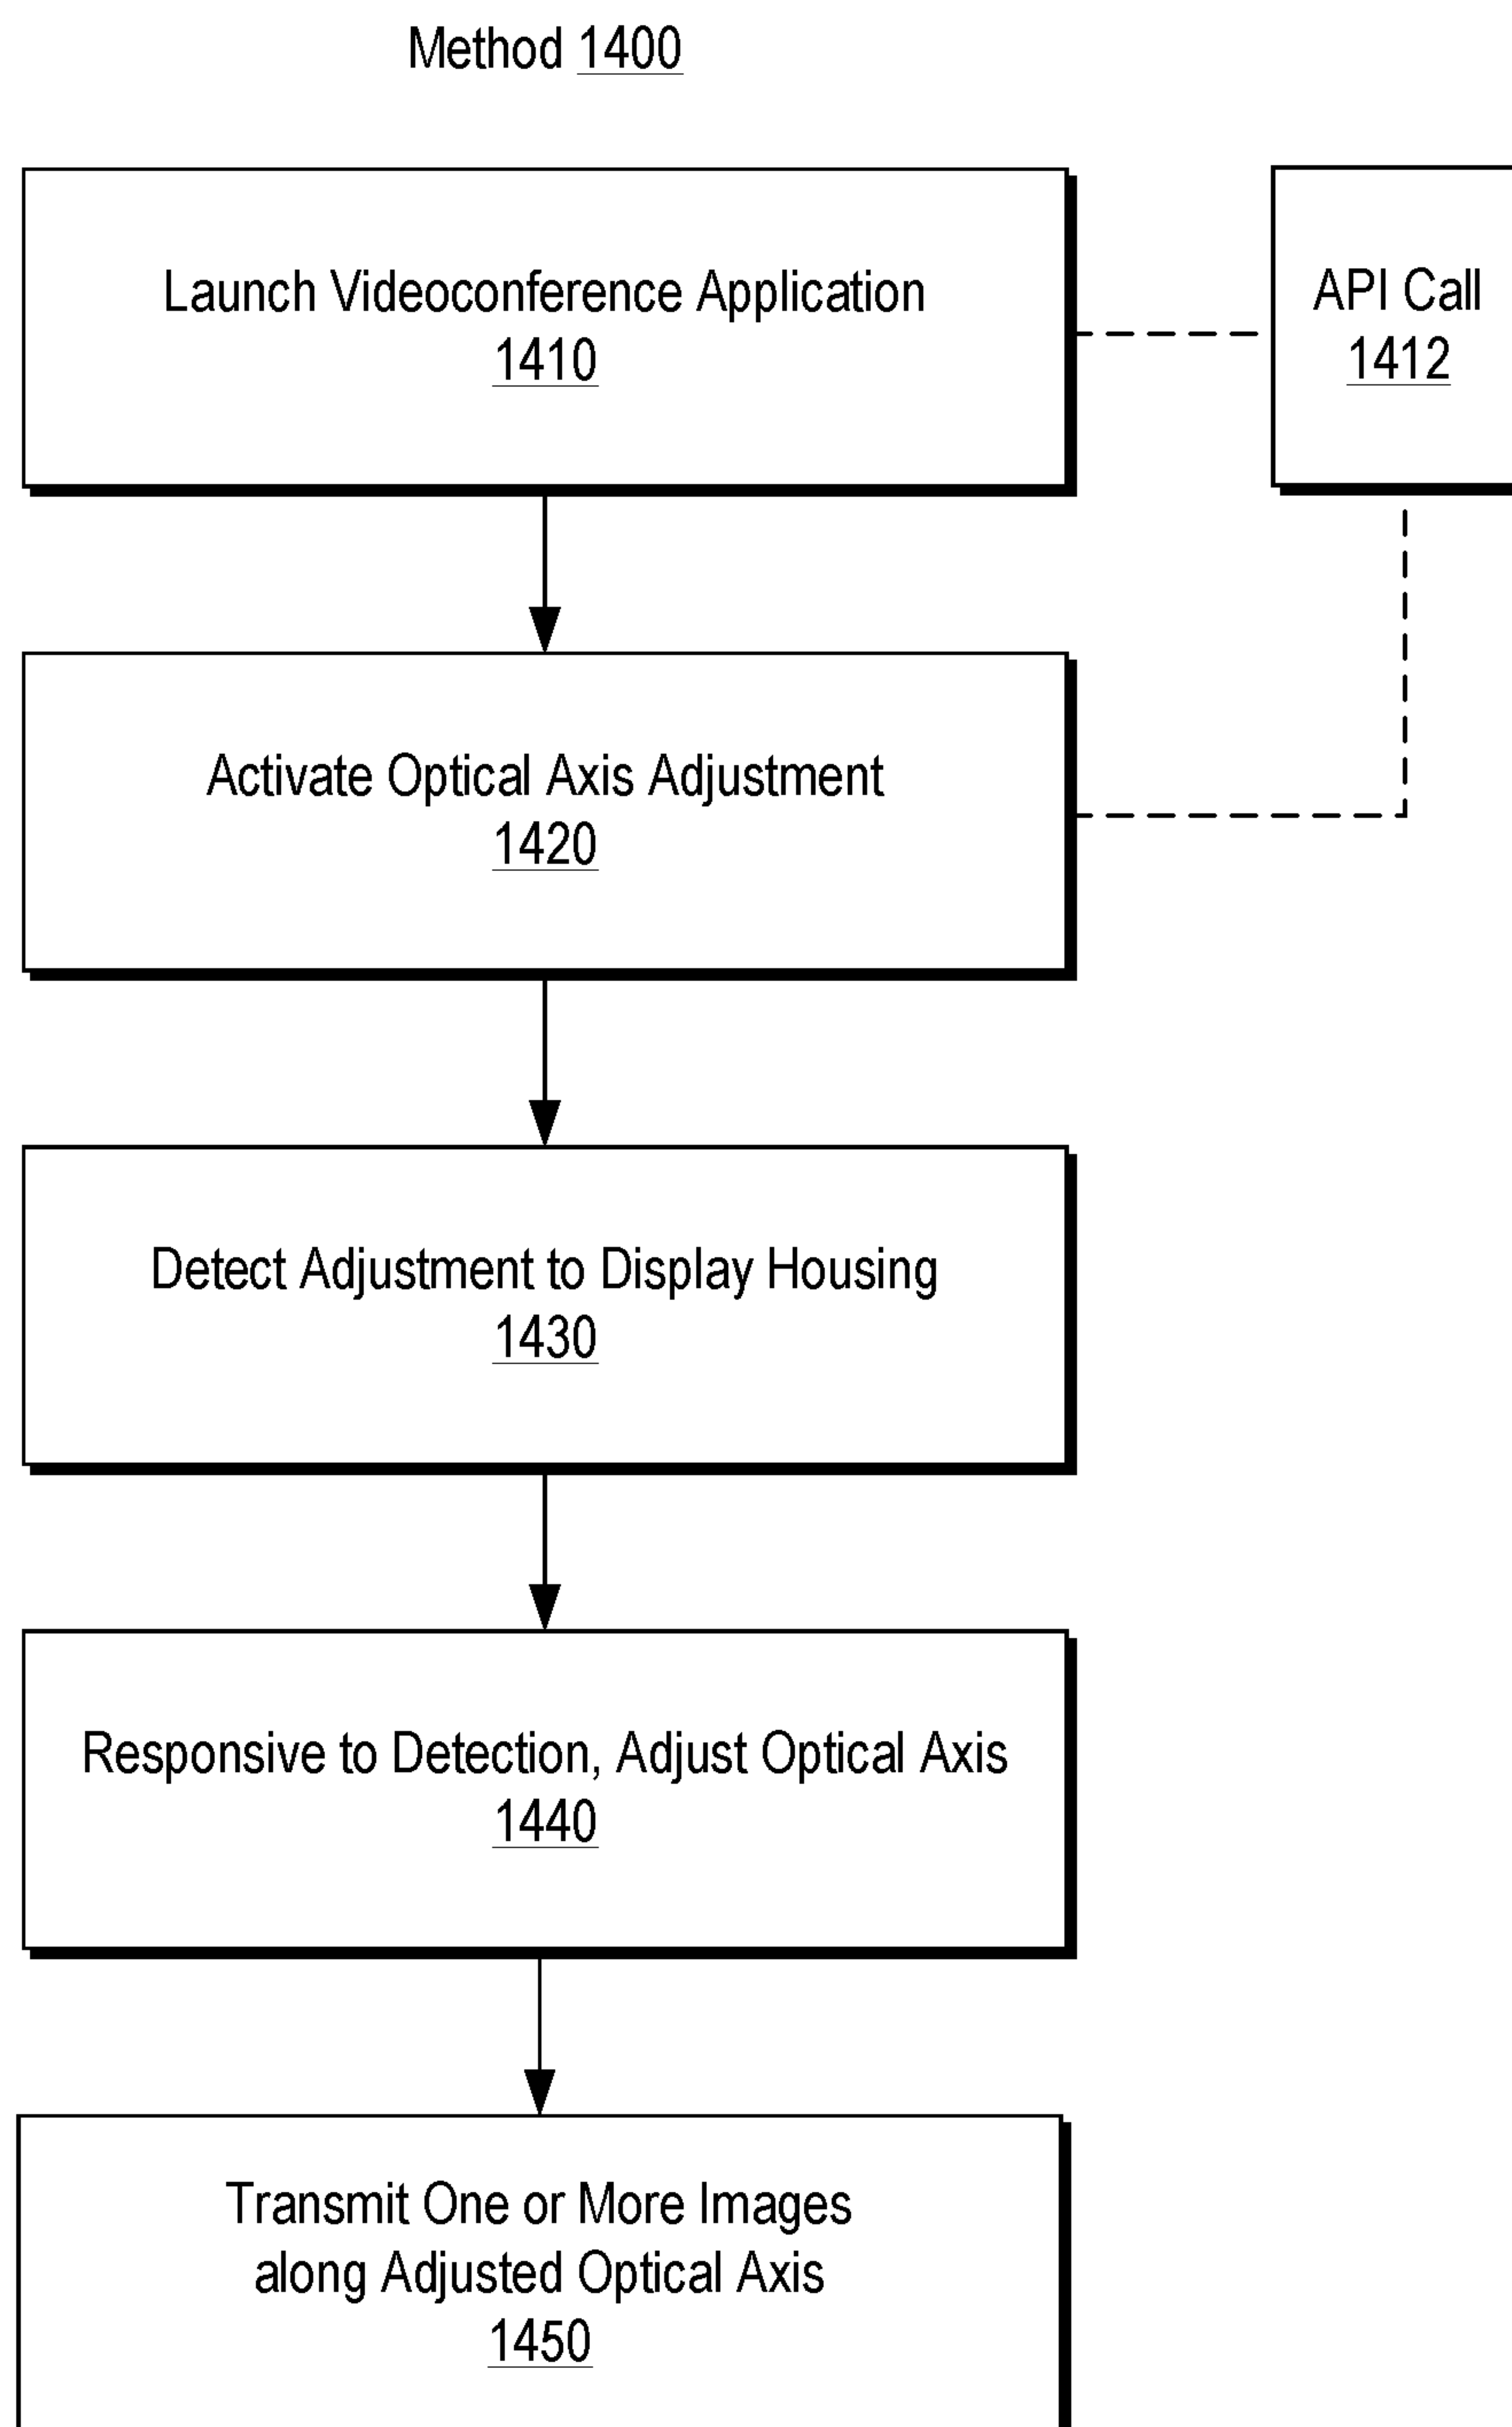 Method 1400
Launch Videoconference Application
1410
API Call
1412
Activate Optical Axis Adjustment
1420
Detect Adjustment to Display Housing
1430
Responsive to Detection, Adjust Optical Axis
1440
Transmit One or More Images
along Adjusted Optical Axis
1450